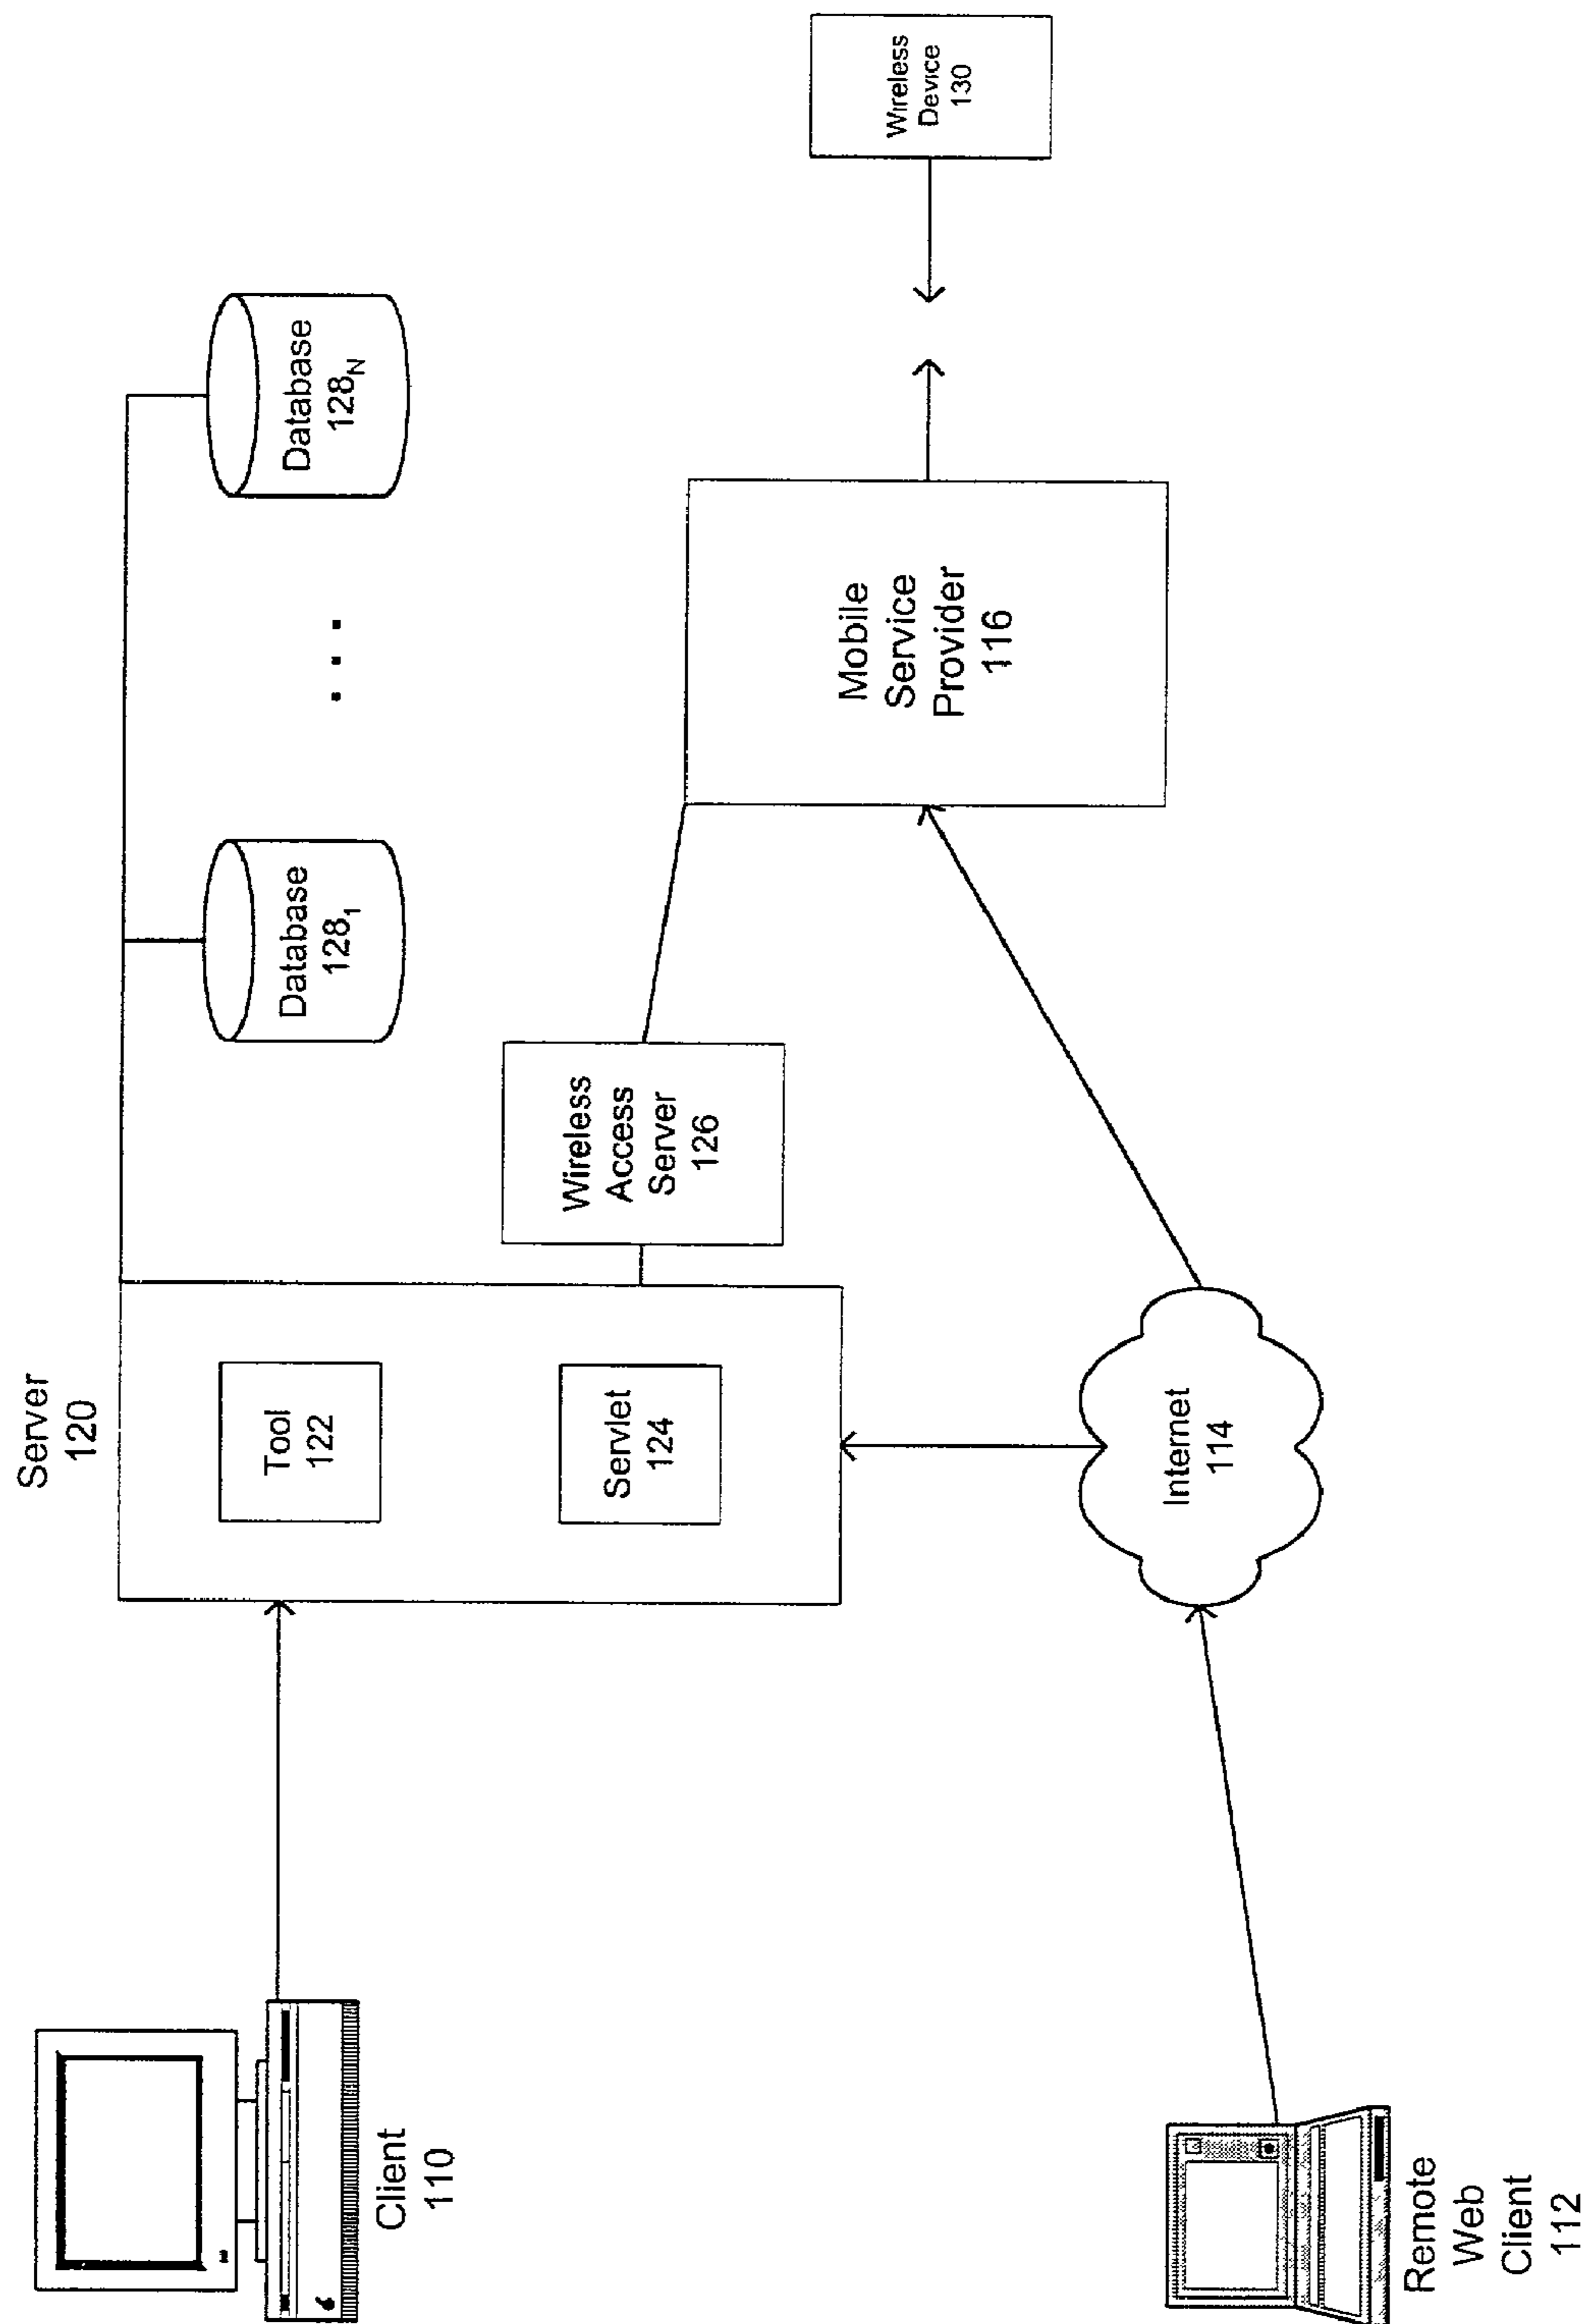 Server
120
Tool
122
Servlet
124
Database
128₁
. . .
Database
128_N
Wireless
Access
Server
126
Mobile
Service
Provider
116
Wireless
Device
130
Client
110
Internet
114
Remote
Web
Client
112